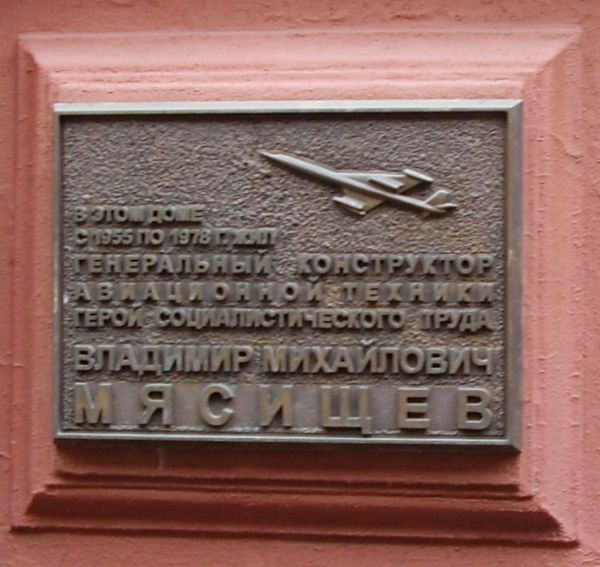 В ЭТОМ ДОМЕ
С 1955 ПО 1978 Г. ЖИЛ
ГЕНЕРАЛЬНЫЙ КОНСТРУКТОР
АВИАЦИОННОЙ ТЕХНИКИ
ГЕРОЙ СОЦИАЛИСТИЧЕСКОГО ТРУДА
ВЛАДИМИР МИХАЙЛОВИЧ
МЯСИЩЕВ